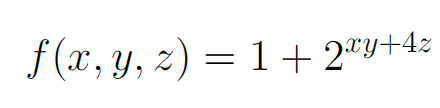 f(x, y, z) = 1 + 2^{xy+4z}